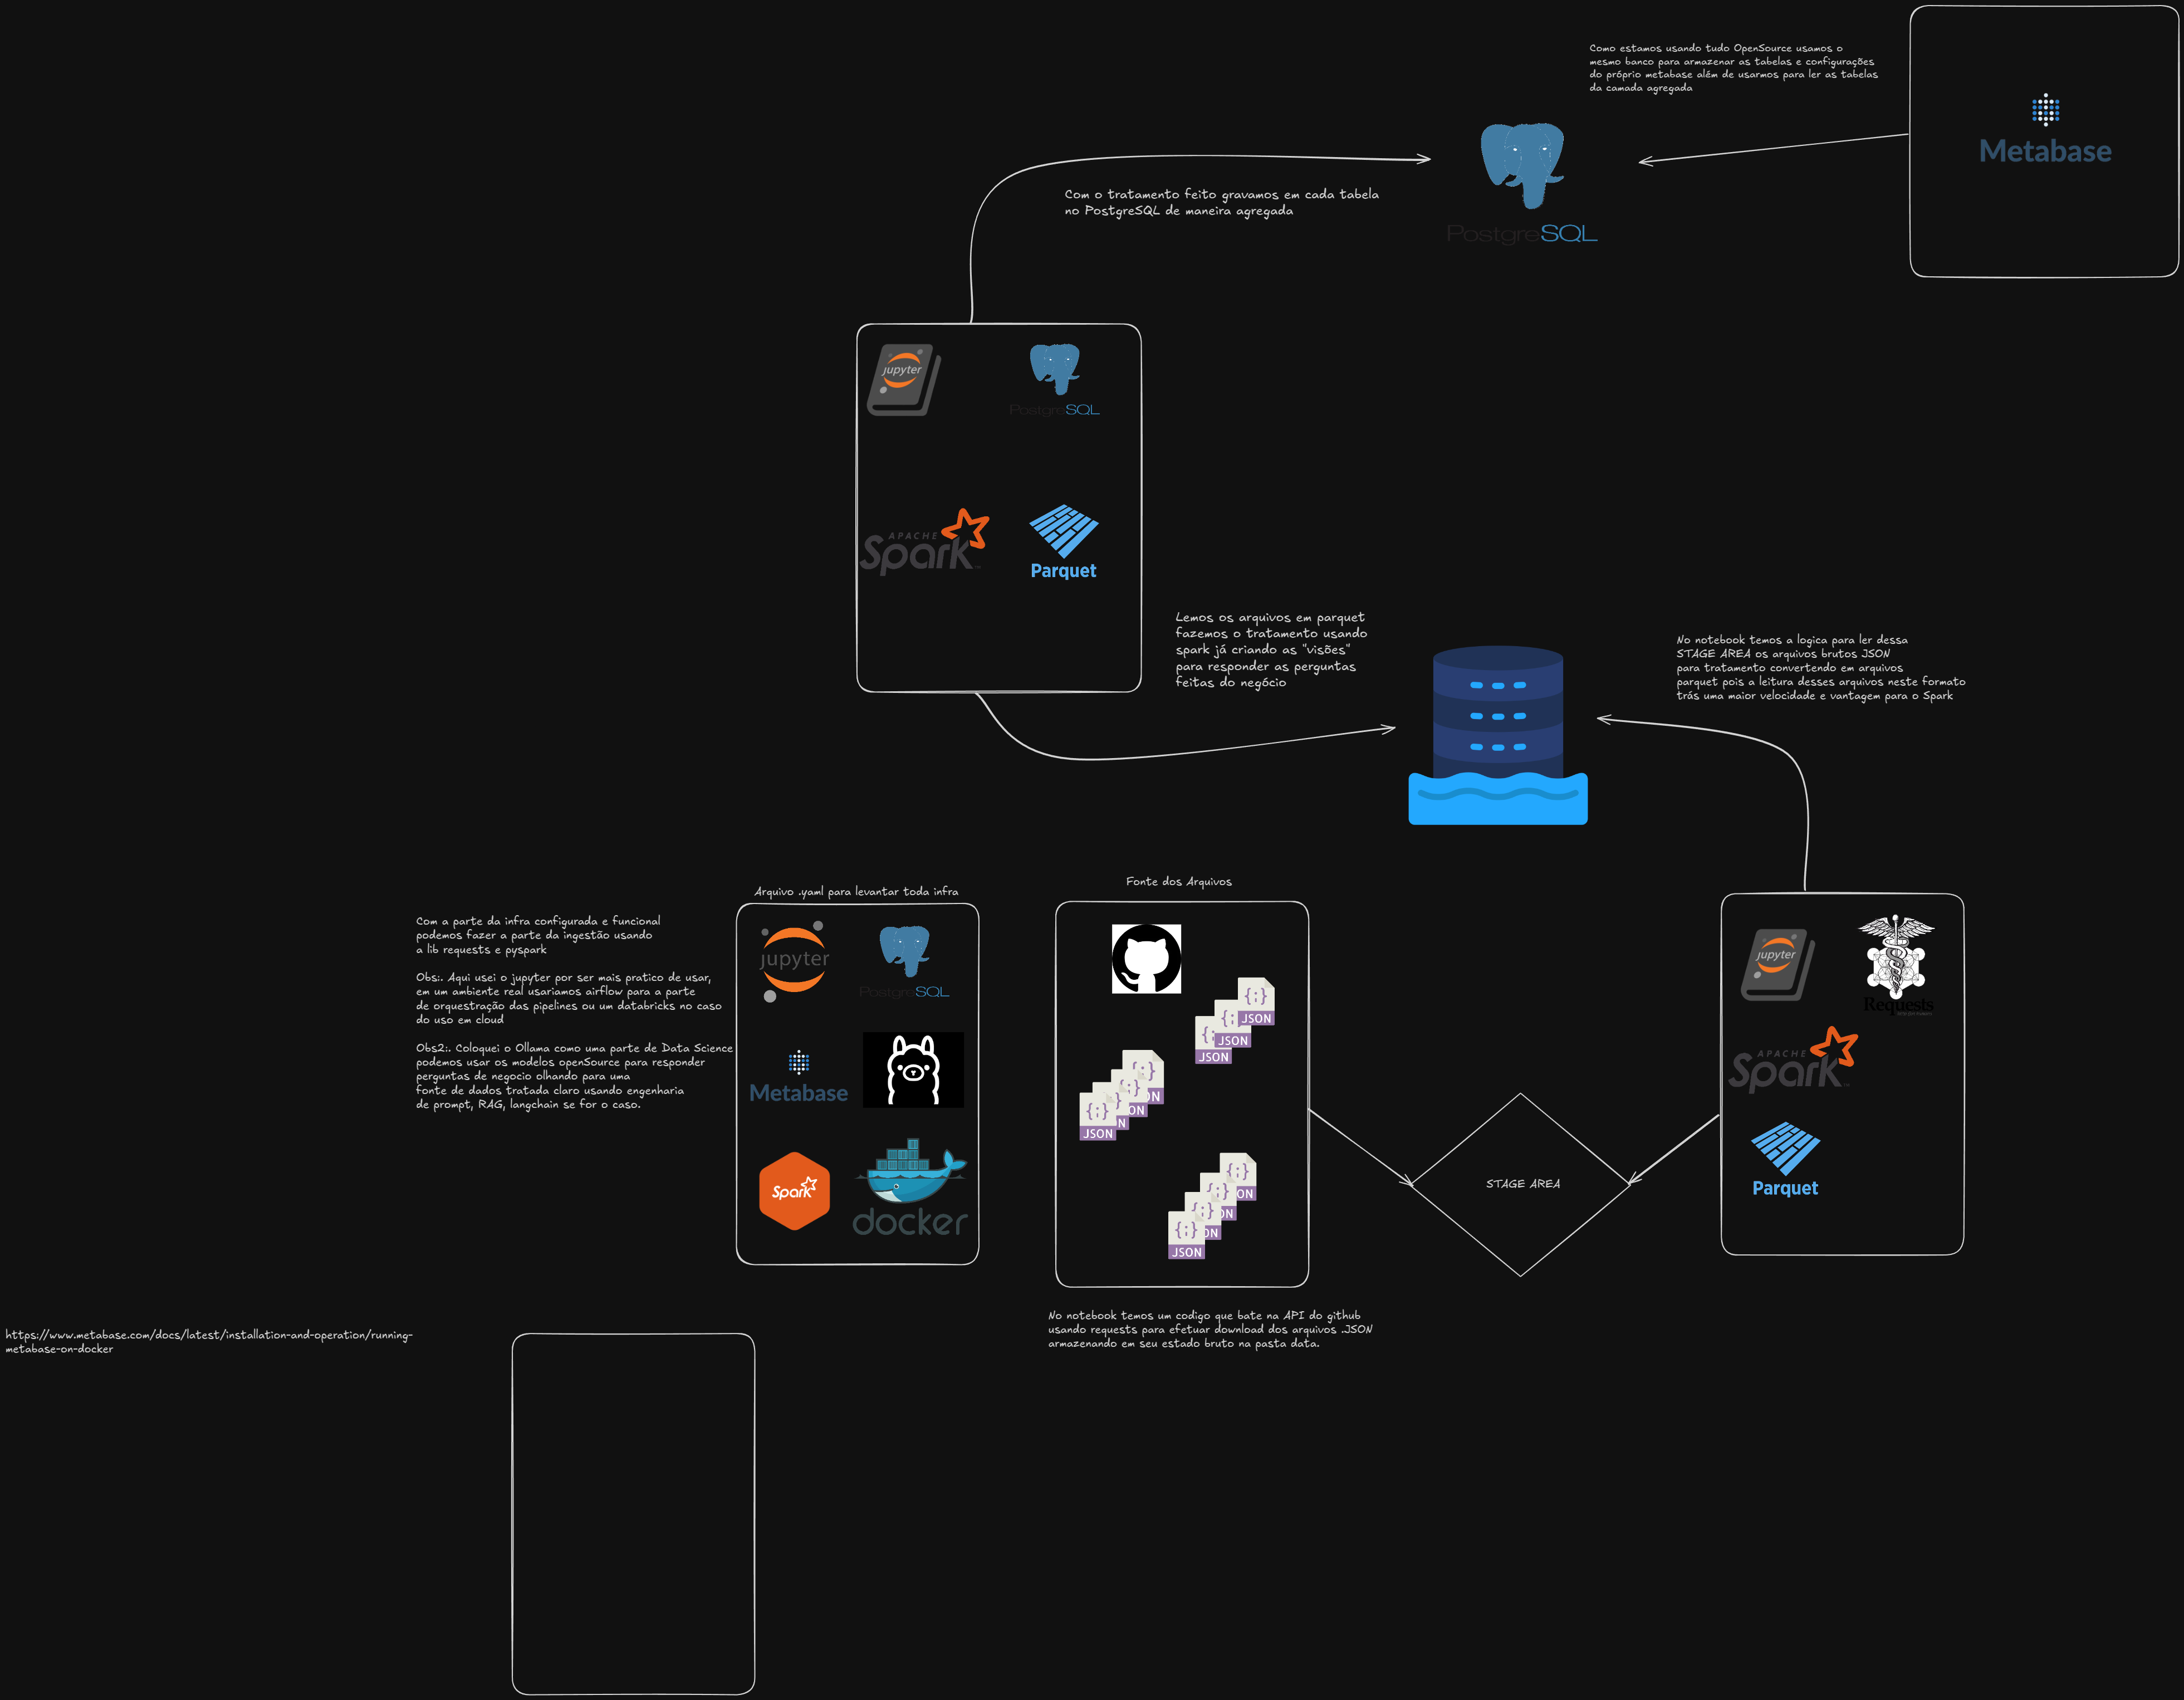 Como estamos usando tudo OpenSource usamos o
mesmo banco para armazenar as tabelas e configurações
do próprio metabase além de usarmos para ler as tabelas
da camada agregada
Metabase
PostgreSQL
Com o tratamento feito gravamos em cada tabela
no PostgreSQL de maneira agregada
jupyter
PostgreSQL
APACHE
Spark
Parquet
Lemos os arquivos em parquet
fazemos o tratamento usando
spark já criando as "visões"
para responder as perguntas
feitas do negócio
No notebook temos a logica para ler dessa
STAGE AREA os arquivos brutos JSON
para tratamento convertendo em arquivos
parquet pois a leitura desses arquivos neste formato
trás uma maior velocidade e vantagem para o Spark
Arquivo .yaml para levantar toda infra
Com a parte da infra configurada e funcional
podemos fazer a parte da ingestão usando
a lib requests e pyspark
Obs:. Aqui usei o jupyter por ser mais pratico de usar,
em um ambiente real usariamos airflow para a parte
de orquestração das pipelines ou um databricks no caso
do uso em cloud
Obs2:. Coloquei o Ollama como uma parte de Data Science
podemos usar os modelos openSource para responder
perguntas de negocio olhando para uma
fonte de dados tratada claro usando engenharia
de prompt, RAG, langchain se for o caso.
jupyter
PostgreSQL
Metabase
Spark
docker
Fonte dos Arquivos
{;} JSON
{;} JSON
{;} JSON
{;} ON
{;} ON
{;} N
{;} JSON
{;} ON
{;} ON
{;} ON
{;} JSON
STAGE AREA
jupyter
Requests
APACHE
Spark
Parquet
No notebook temos um codigo que bate na API do github
usando requests para efetuar download dos arquivos .JSON
armazenando em seu estado bruto na pasta data.
https://www.metabase.com/docs/latest/installation-and-operation/running-
metabase-on-docker